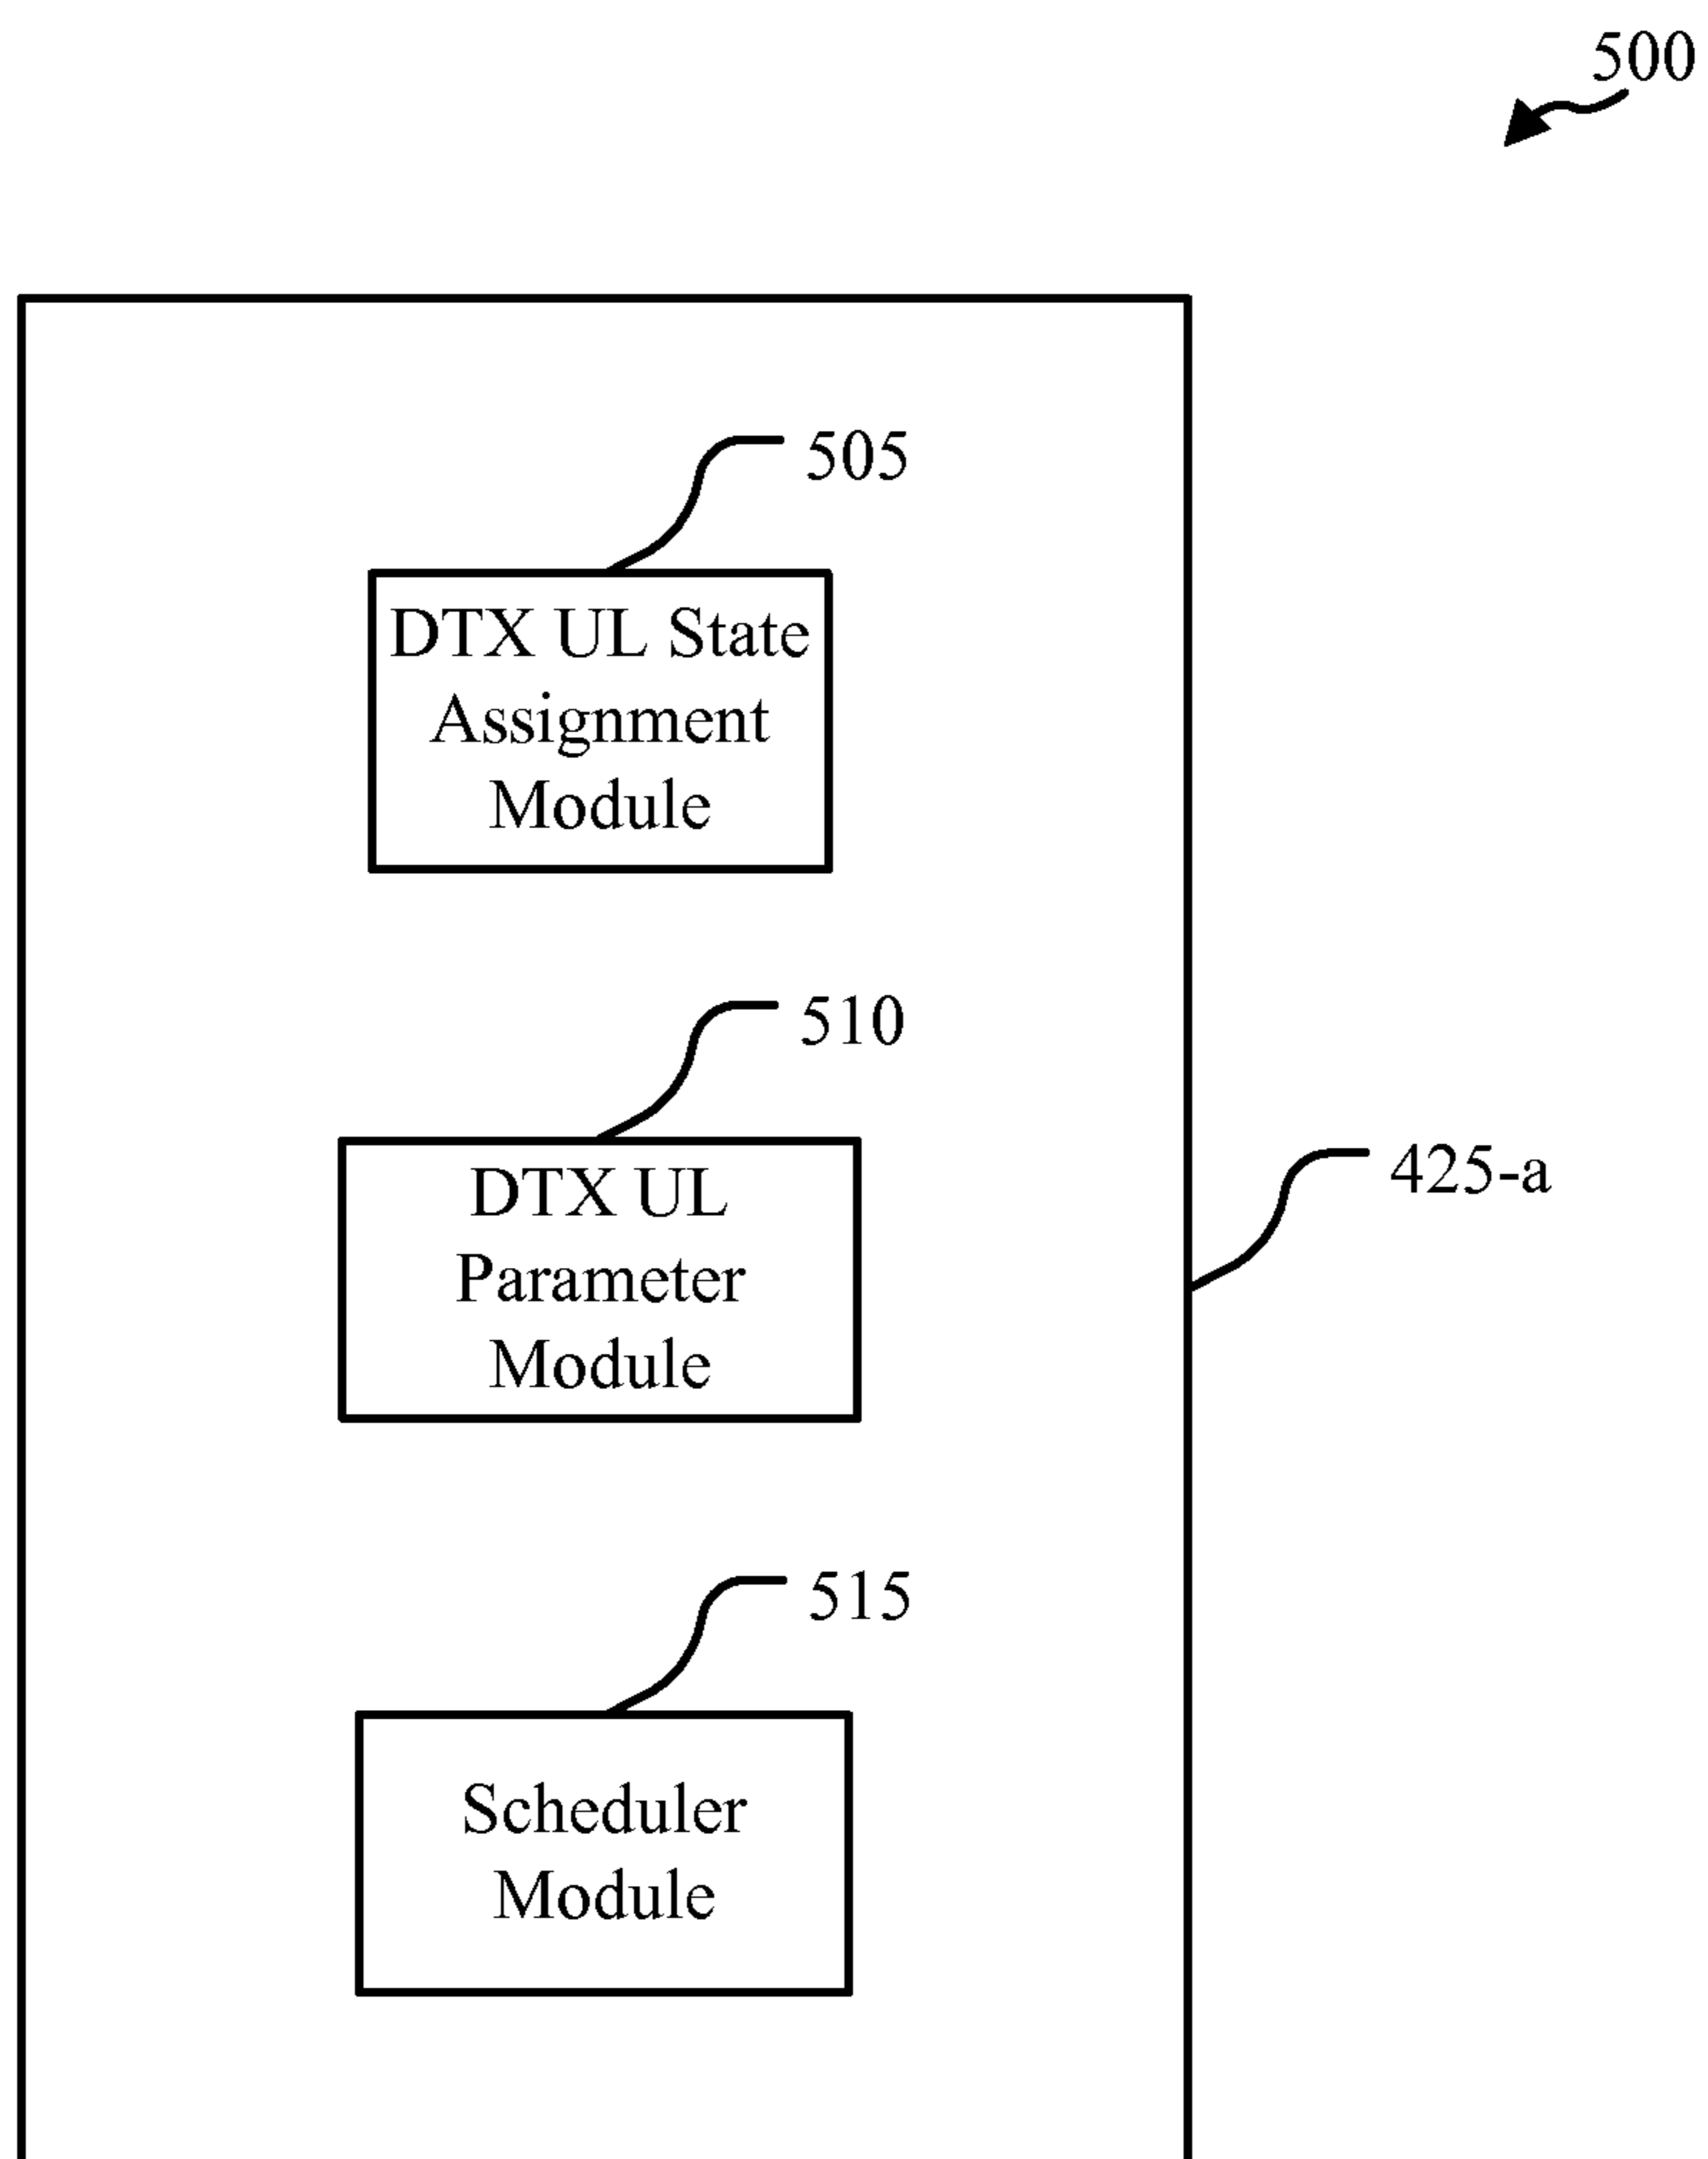 500
505
DTX UL State
Assignment
Module
510
DTX UL
Parameter
Module
425-a
515
Scheduler
Module